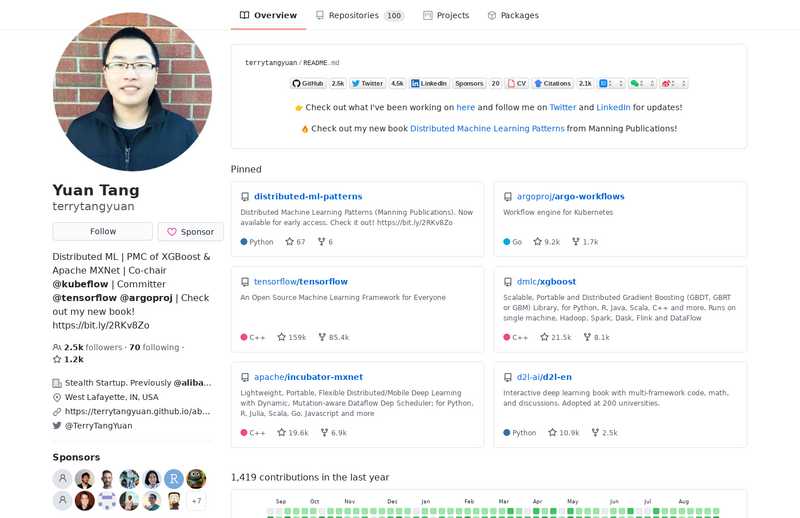 Overview
Repositories 100
Projects
Packages
terrytangyuan/README.md
GitHub 2.5k Twitter 4.5k LinkedIn Sponsors 20 CV Citations 2.1k
👉 Check out what I've been working on here and follow me on Twitter and LinkedIn for updates!
🔥 Check out my new book Distributed Machine Learning Patterns from Manning Publications!
Yuan Tang
terrytangyuan
Follow
Sponsor
Distributed ML | PMC of XGBoost &
Apache MXNet | Co-chair
@kubeflow | Committer
@tensorflow @argoproj | Check
out my new book!
https://bit.ly/2RKv8Zo
2.5k followers · 70 following ·
1.2k
Stealth Startup. Previously @aliba…
West Lafayette, IN, USA
https://terrytangyuan.github.io/ab…
@TerryTangYuan
Sponsors
R
+7
Pinned
distributed-ml-patterns
Distributed Machine Learning Patterns (Manning Publications). Now
available for early access. Check it out! https://bit.ly/2RKv8Zo
Python 67 6
argoproj/argo-workflows
Workflow engine for Kubernetes
Go 9.2k 1.7k
tensorflow/tensorflow
An Open Source Machine Learning Framework for Everyone
C++ 159k 85.4k
dmlc/xgboost
Scalable, Portable and Distributed Gradient Boosting (GBDT, GBRT
or GBM) Library, for Python, R, Java, Scala, C++ and more. Runs on
single machine, Hadoop, Spark, Dask, Flink and DataFlow
C++ 21.5k 8.1k
apache/incubator-mxnet
Lightweight, Portable, Flexible Distributed/Mobile Deep Learning
with Dynamic, Mutation-aware Dataflow Dep Scheduler; for Python,
R, Julia, Scala, Go, Javascript and more
C++ 19.6k 6.9k
d2l-ai/d2l-en
Interactive deep learning book with multi-framework code, math,
and discussions. Adopted at 200 universities.
Python 10.9k 2.5k
1,419 contributions in the last year
Sep Oct Nov Dec Jan Feb Mar Apr May Jun Jul Aug